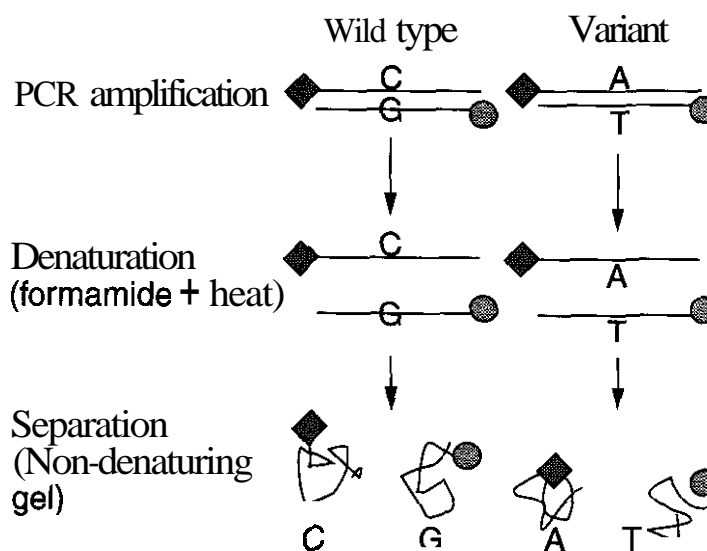 Wild type Variant
PCR amplification
C A
G T
Denaturation
(formamide + heat)
C A
G T
Separation
(Non-denaturing
gel)
C G A T